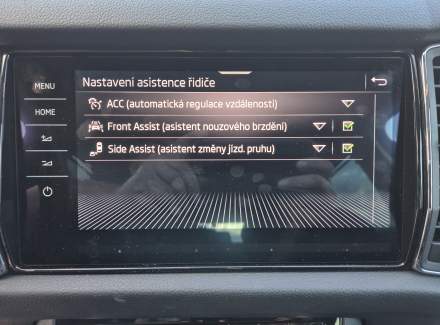 MENU
HOME
Nastavení asistence řidiče
ACC (automatická regulace vzdálenosti)
Front Assist (asistent nouzového brzdění)
Side Assist (asistent změny jízd. pruhu)